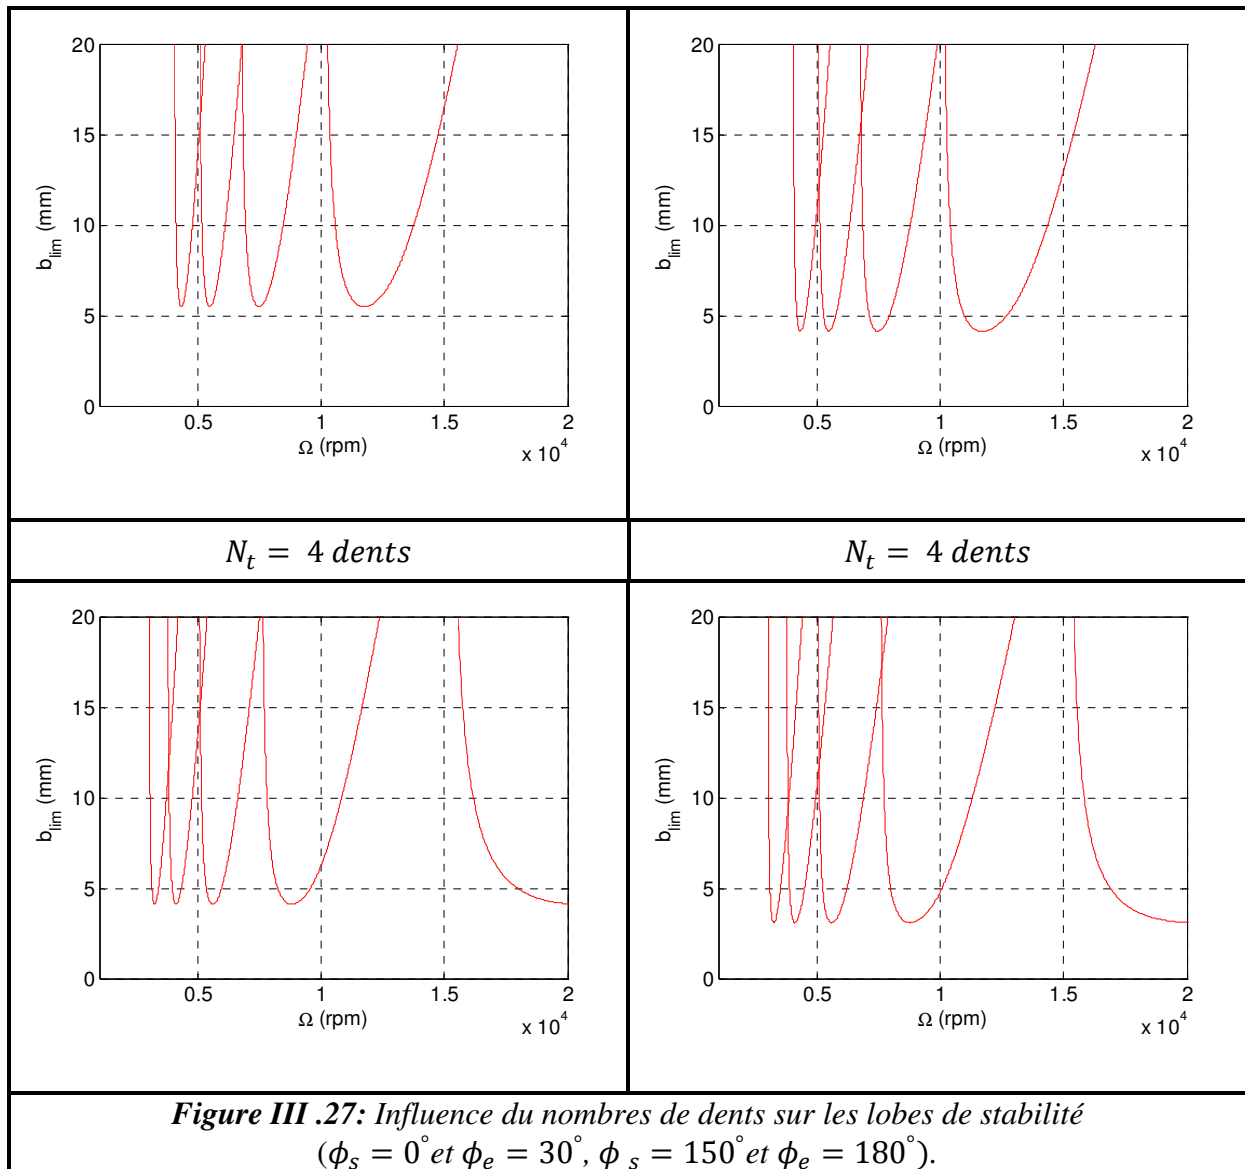 20
15
10
5
0
b_lim (mm)
0.5 1 1.5 2
Ω (rpm)
x 10^4
20
15
10
5
0
b_lim (mm)
0.5 1 1.5 2
Ω (rpm)
x 10^4
N_t = 4 dents
N_t = 4 dents
20
15
10
5
0
b_lim (mm)
0.5 1 1.5 2
Ω (rpm)
x 10^4
20
15
10
5
0
b_lim (mm)
0.5 1 1.5 2
Ω (rpm)
x 10^4
Figure III .27: Influence du nombres de dents sur les lobes de stabilité
(ϕ_s = 0° et ϕ_e = 30°, ϕ_s = 150° et ϕ_e = 180°).